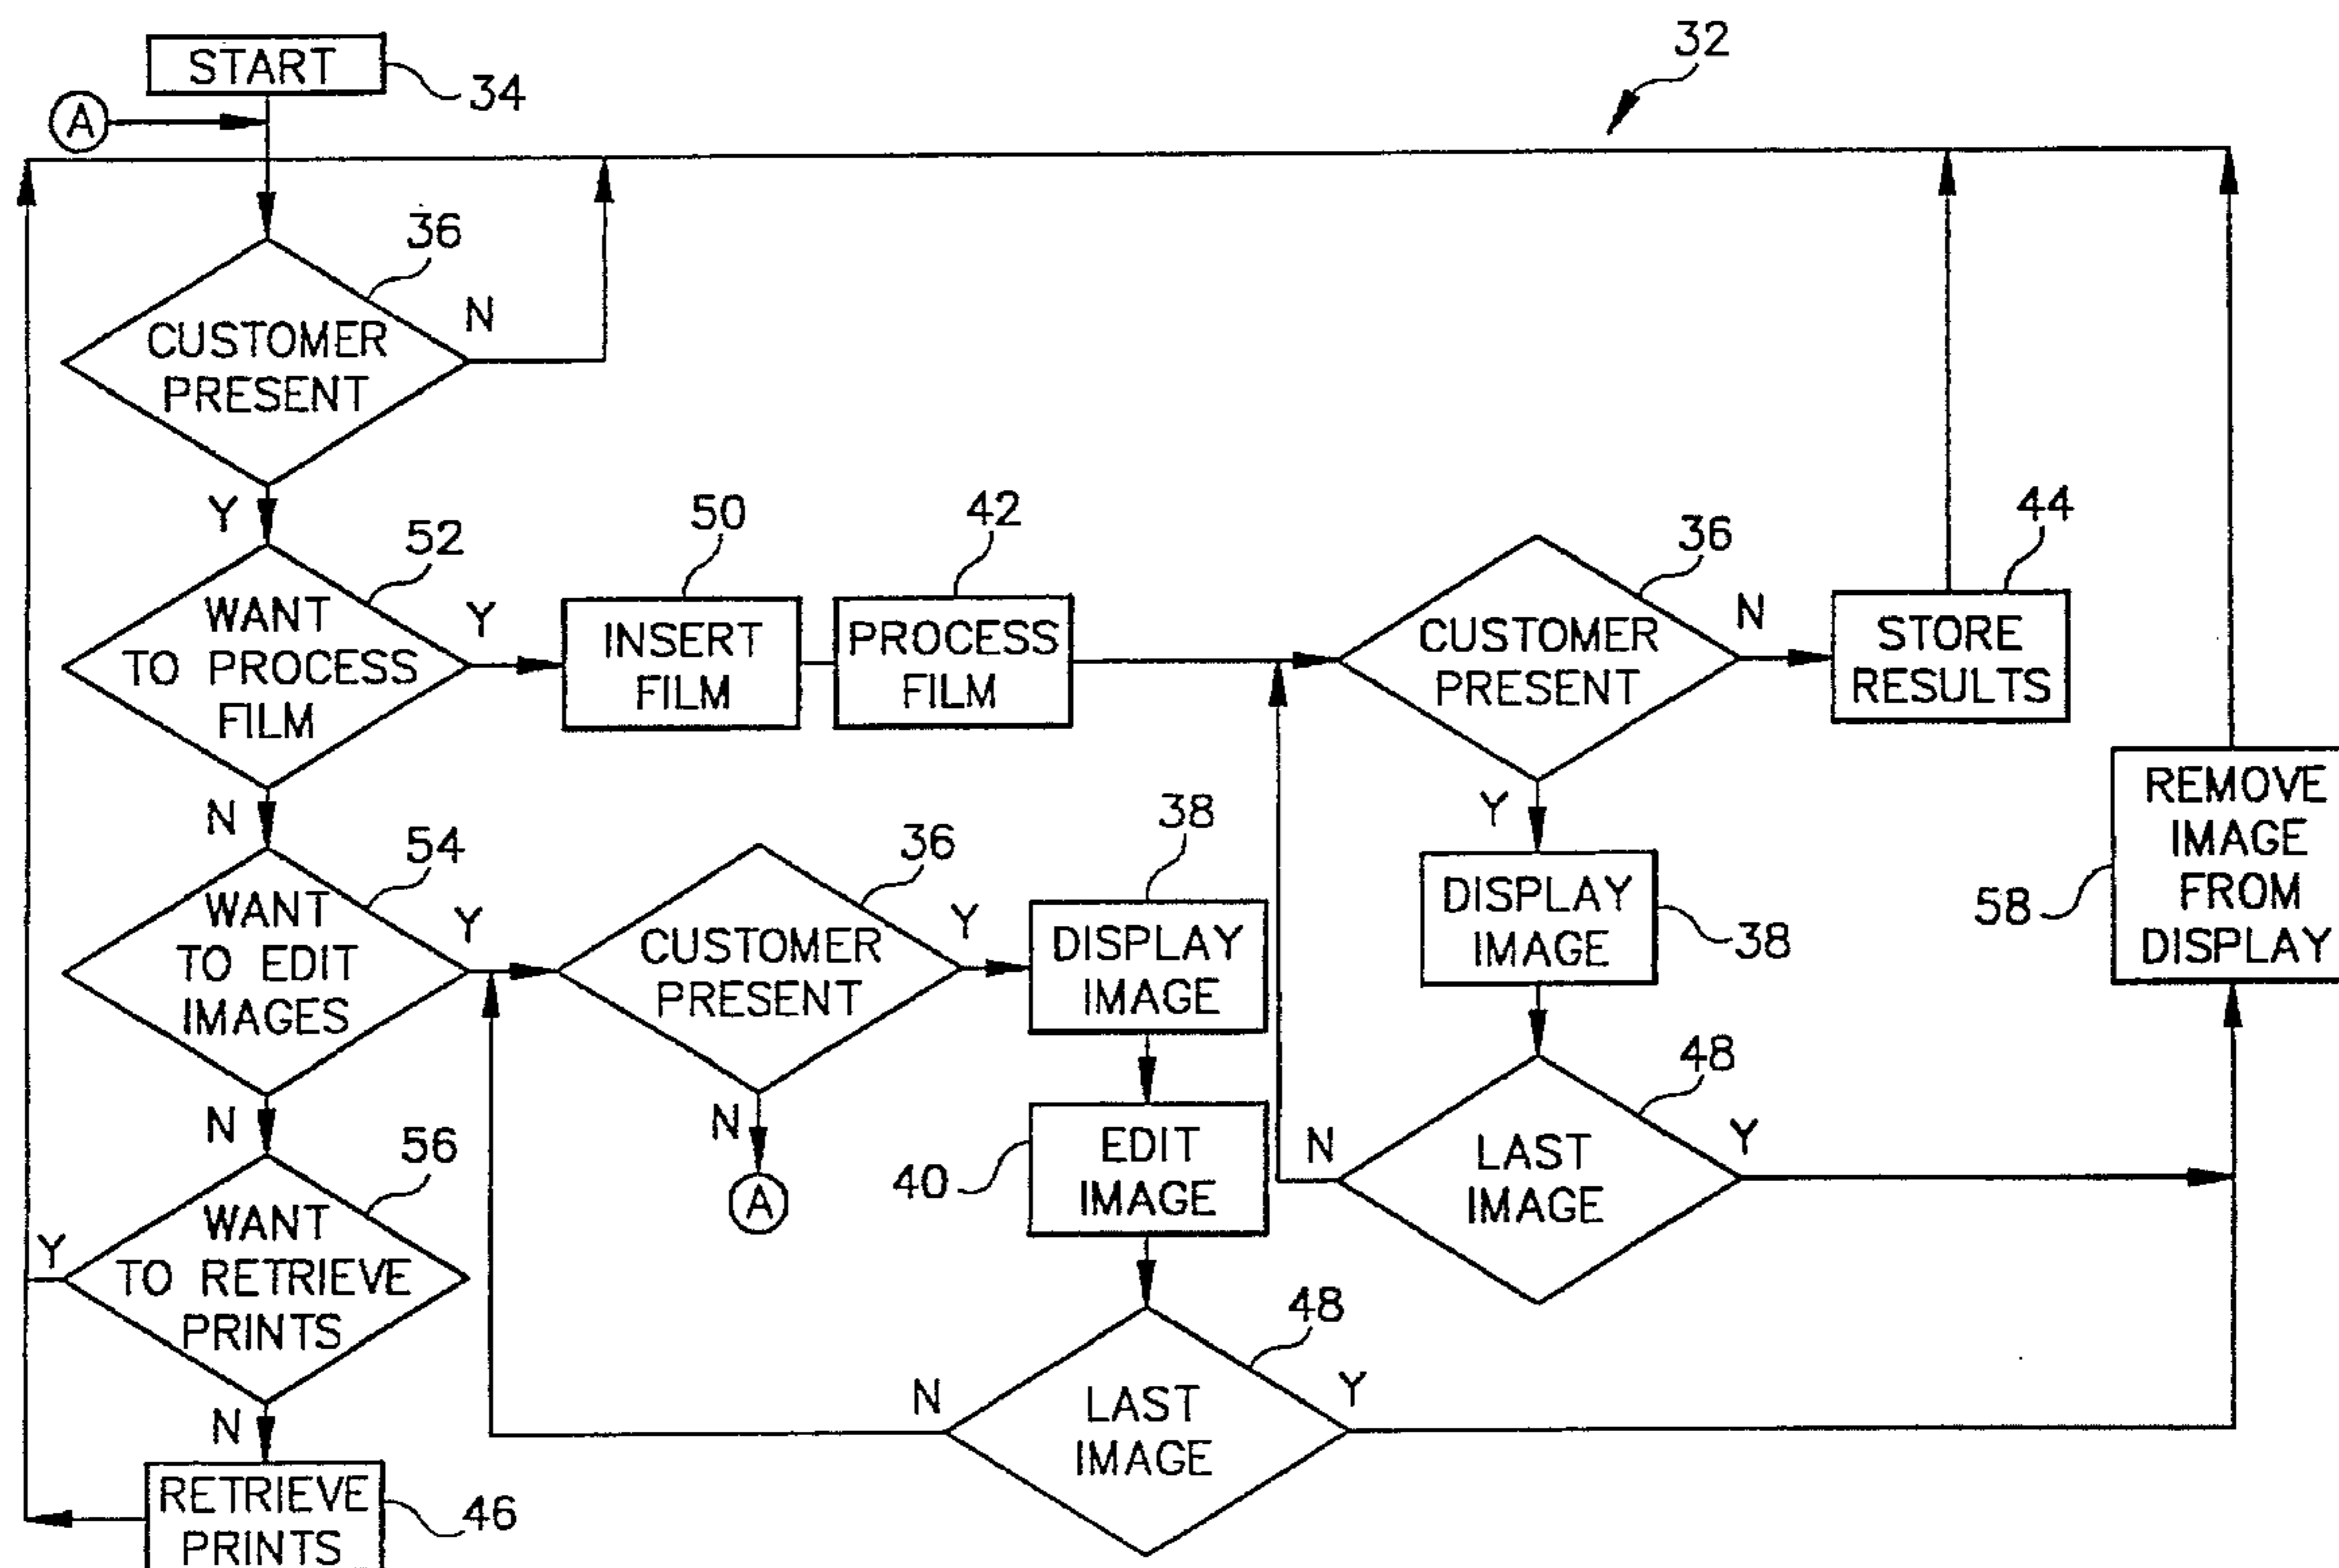 START
34
32
A
36
N
CUSTOMER
PRESENT
Y
52
WANT
TO PROCESS
FILM
Y
50
INSERT
FILM
42
PROCESS
FILM
36
CUSTOMER
PRESENT
N
44
STORE
RESULTS
Y
38
DISPLAY
IMAGE
REMOVE
IMAGE
FROM
DISPLAY
58
N
54
WANT
TO EDIT
IMAGES
Y
36
CUSTOMER
PRESENT
Y
38
DISPLAY
IMAGE
N
A
40
EDIT
IMAGE
48
LAST
IMAGE
N
Y
N
56
WANT
TO RETRIEVE
PRINTS
Y
48
LAST
IMAGE
N
Y
N
RETRIEVE
PRINTS
46